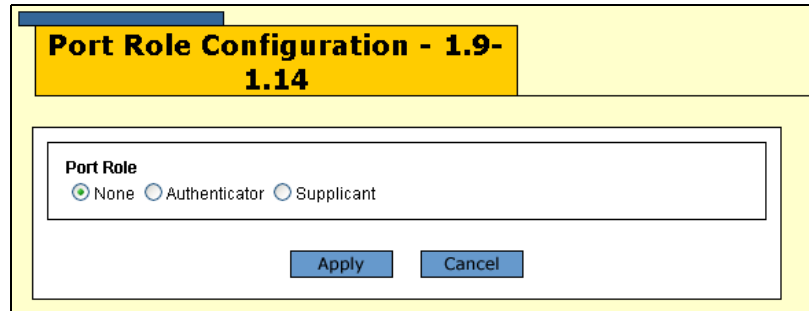 Port Role Configuration - 1.9-
1.14
Port Role
None Authenticator Supplicant
Apply Cancel